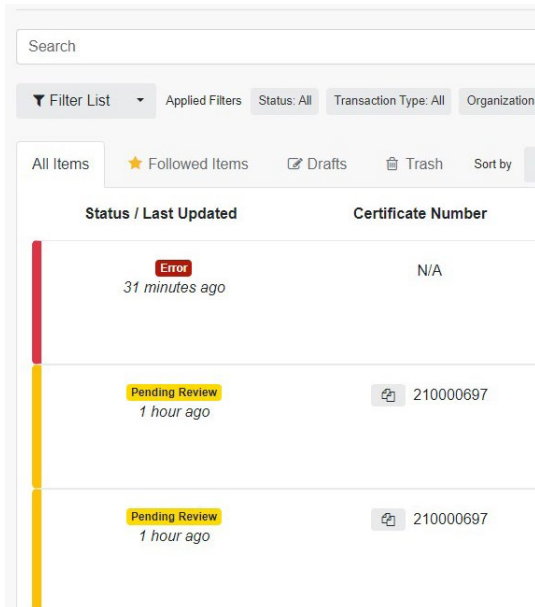 Search
Filter List Applied Filters Status: All Transaction Type: All Organization
All Items Followed Items Drafts Trash Sort by
Status / Last Updated Certificate Number
Error N/A
31 minutes ago
Pending Review 210000697
1 hour ago
Pending Review 210000697
1 hour ago